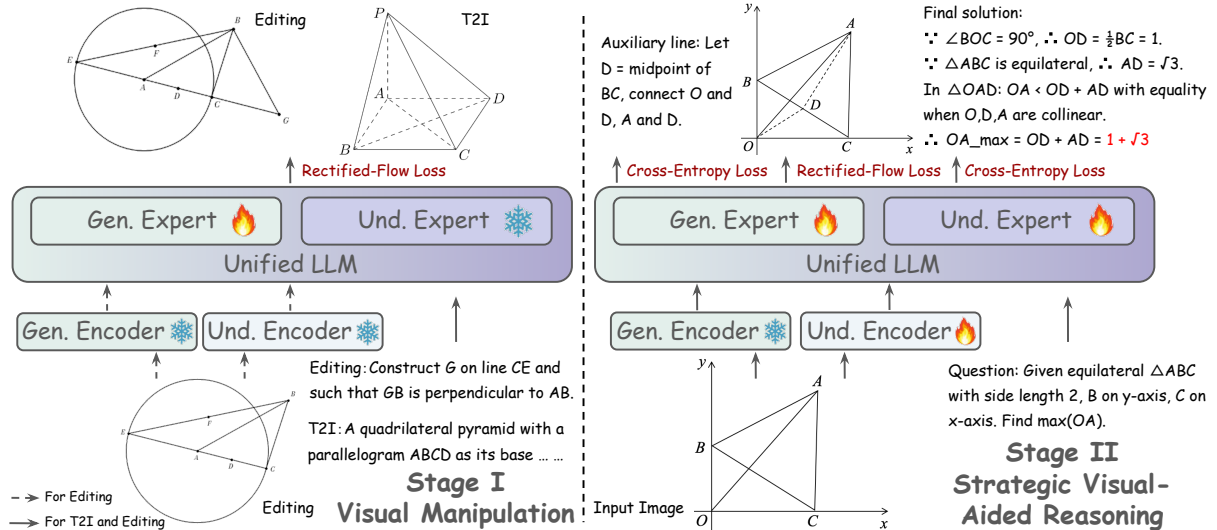 Editing
T2I
E
F
B
A
D
C
G
P
A
D
B
C
Rectified-Flow Loss
Gen. Expert
Und. Expert
Unified LLM
Gen. Encoder
Und. Encoder
E
F
B
A
D
C
Editing
Editing: Construct G on line CE and
such that GB is perpendicular to AB.
T2I: A quadrilateral pyramid with a
parallelogram ABCD as its base ... ...
For Editing
For T2I and Editing
Stage I
Visual Manipulation
Auxiliary line: Let
D = midpoint of
BC, connect O and
D, A and D.
y
A
B
D
O
C
x
Final solution:
∵ ∠BOC = 90°, ∴ OD = ½BC = 1.
∵ △ABC is equilateral, ∴ AD = √3.
In △OAD: OA < OD + AD with equality
when O,D,A are collinear.
∴ OA_max = OD + AD = 1 + √3
Cross-Entropy Loss
Rectified-Flow Loss
Cross-Entropy Loss
Gen. Expert
Und. Expert
Unified LLM
Gen. Encoder
Und. Encoder
y
A
B
O
C
x
Input Image
Question: Given equilateral △ABC
with side length 2, B on y-axis, C on
x-axis. Find max(OA).
Stage II
Strategic Visual-
Aided Reasoning